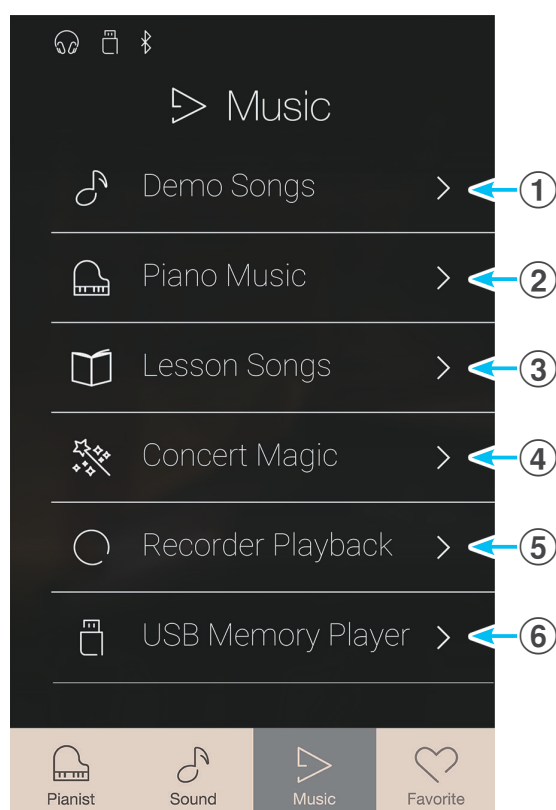 Music
Demo Songs
1
Piano Music
2
Lesson Songs
3
Concert Magic
4
Recorder Playback
5
USB Memory Player
6
Pianist
Sound
Music
Favorite